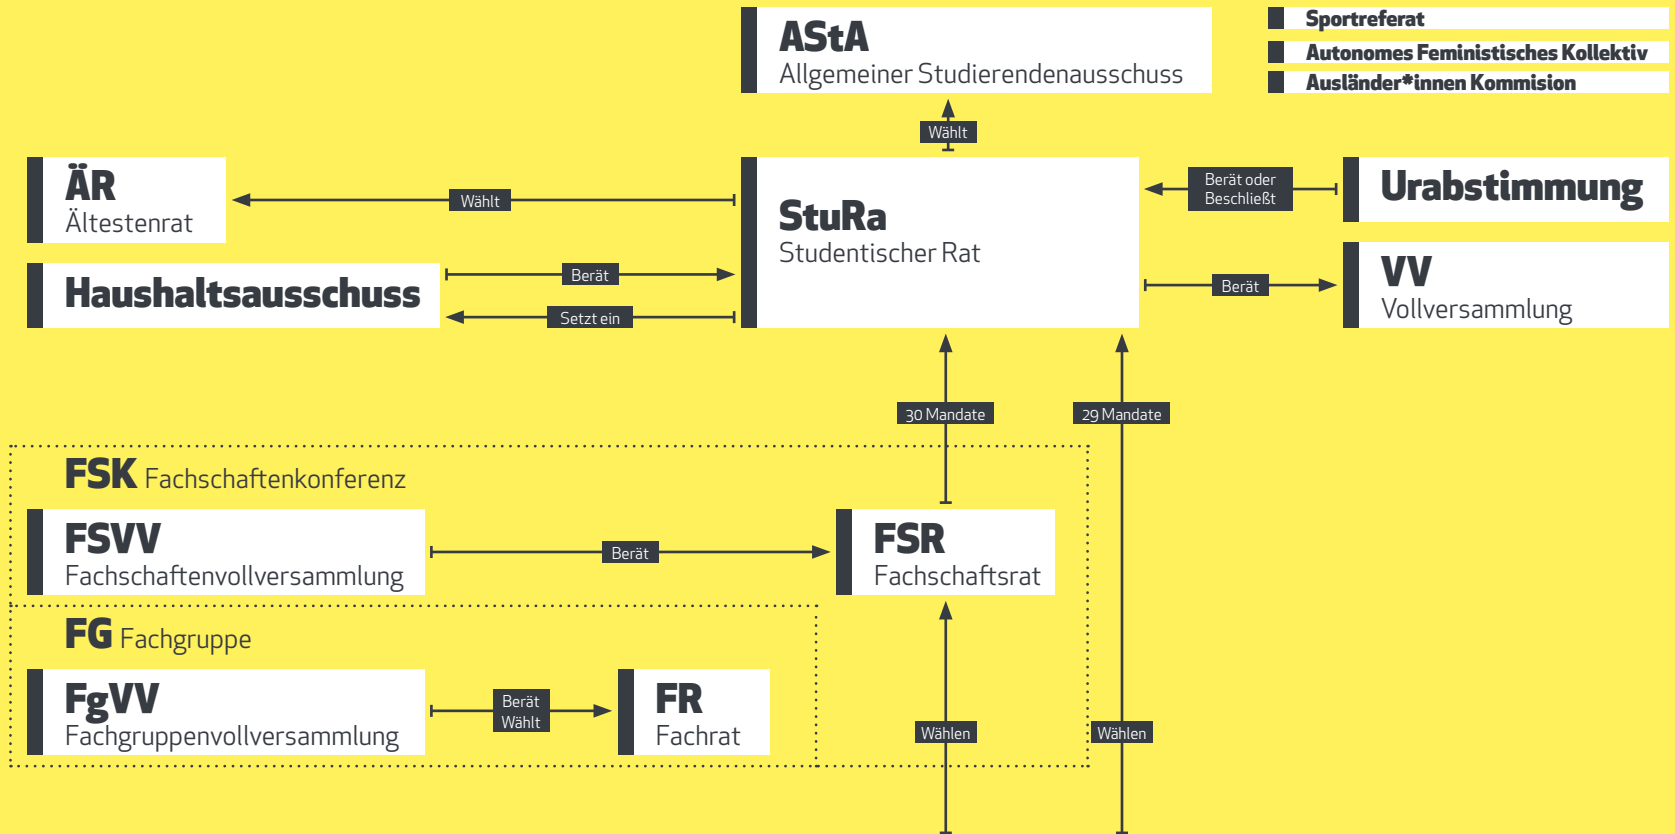 AStA
Allgemeiner Studierendenausschuss
Sportreferat
Autonomes Feministisches Kollektiv
Ausländer*innen Kommision
Wählt
ÄR
Ältestenrat
Wählt
StuRa
Studentischer Rat
Berät oder
Beschließt
Urabstimmung
Haushaltsausschuss
Berät
Setzt ein
Berät
VV
Vollversammlung
30 Mandate
29 Mandate
FSK Fachschaftenkonferenz
FSVV
Fachschaftenvollversammlung
Berät
FSR
Fachschaftsrat
FG Fachgruppe
FgVV
Fachgruppenvollversammlung
Berät
Wählt
FR
Fachrat
Wählen
Wählen